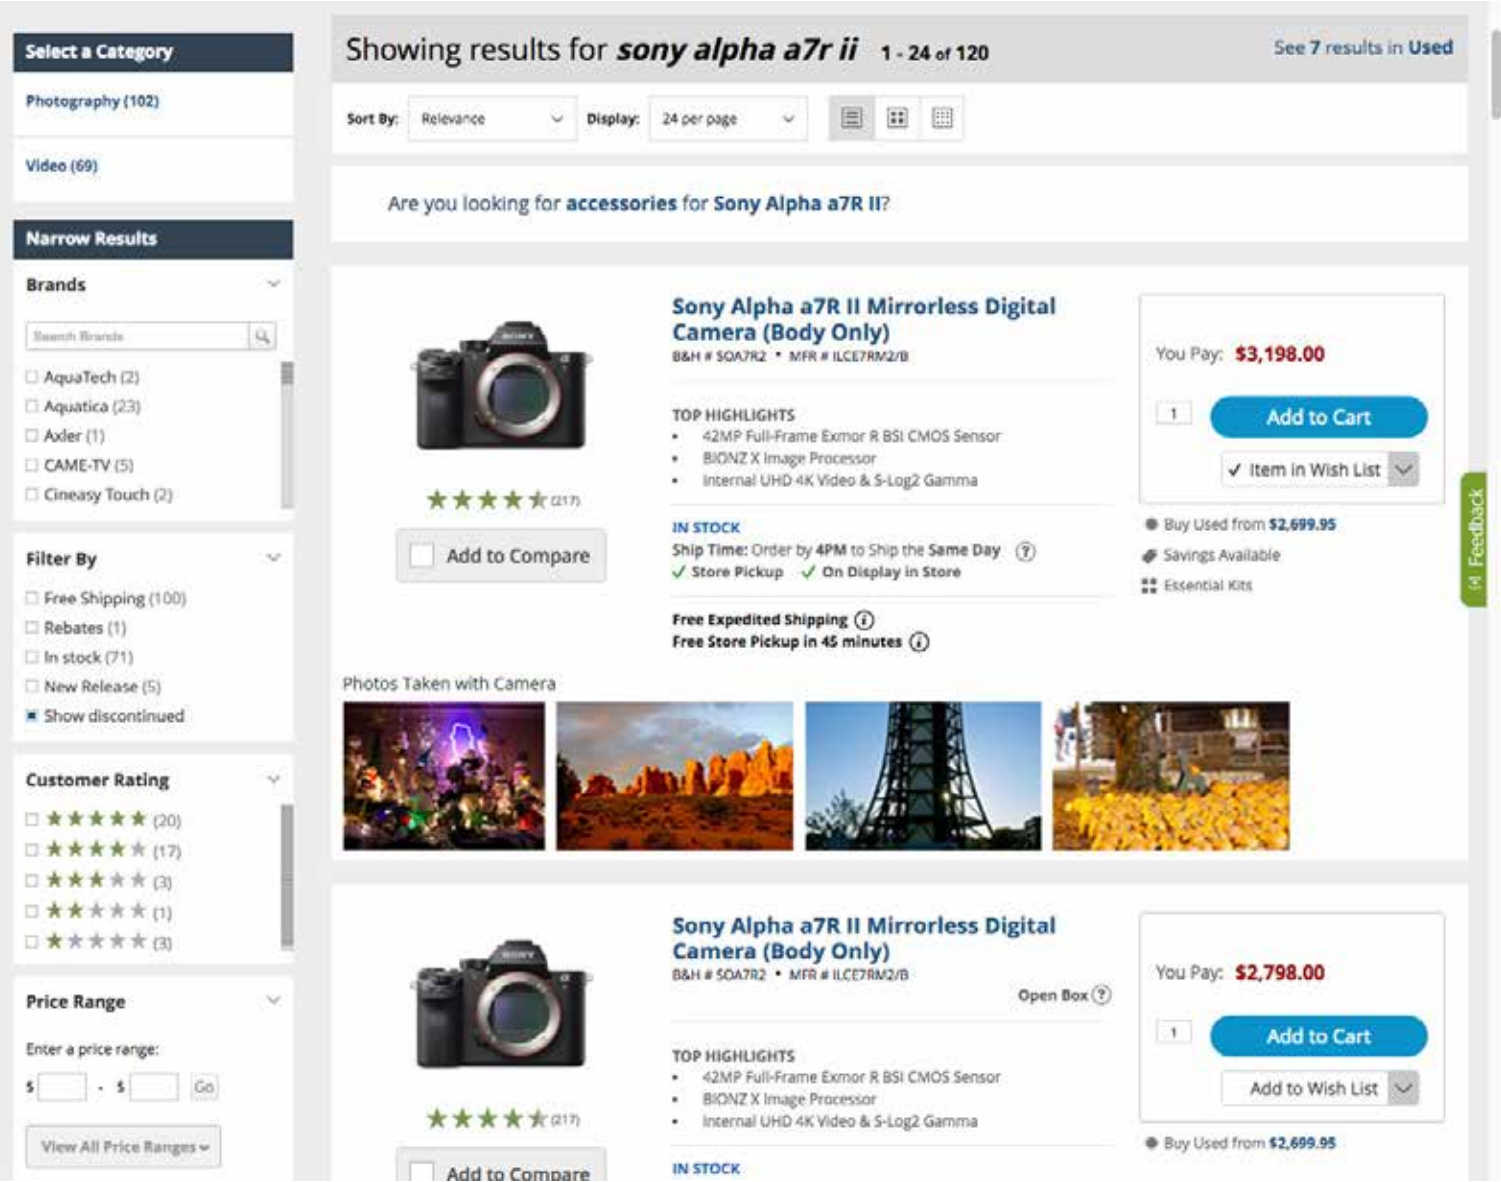 Select a Category
Photography (102)
Video (69)
Narrow Results
Brands
Search Brands
AquaTech (2)
Aquatica (23)
Axler (1)
CAME-TV (5)
Cineasy Touch (2)
Filter By
Free Shipping (100)
Rebates (1)
In stock (71)
New Release (5)
Show discontinued
Customer Rating
(20)
(17)
(3)
(1)
(3)
Price Range
Enter a price range:
$ - $ Go
View All Price Ranges
Showing results for sony alpha a7r ii 1 - 24 of 120
See 7 results in Used
Sort By: Relevance Display: 24 per page
Are you looking for accessories for Sony Alpha a7R II?
SONY
(217)
Add to Compare
Sony Alpha a7R II Mirrorless Digital
Camera (Body Only)
B&H # SOA7R2 • MFR # ILCE7RM2/B
TOP HIGHLIGHTS
• 42MP Full-Frame Exmor R BSI CMOS Sensor
• BIONZ X Image Processor
• Internal UHD 4K Video & S-Log2 Gamma
IN STOCK
Ship Time: Order by 4PM to Ship the Same Day ?
✓ Store Pickup ✓ On Display in Store
Free Expedited Shipping i
Free Store Pickup in 45 minutes i
You Pay: $3,198.00
1 Add to Cart
✓ Item in Wish List
Buy Used from $2,699.95
Savings Available
Essential Kits
[+] Feedback
Photos Taken with Camera
SONY
(217)
Add to Compare
Sony Alpha a7R II Mirrorless Digital
Camera (Body Only)
B&H # SOA7R2 • MFR # ILCE7RM2/B
Open Box ?
TOP HIGHLIGHTS
• 42MP Full-Frame Exmor R BSI CMOS Sensor
• BIONZ X Image Processor
• Internal UHD 4K Video & S-Log2 Gamma
IN STOCK
You Pay: $2,798.00
1 Add to Cart
Add to Wish List
Buy Used from $2,699.95